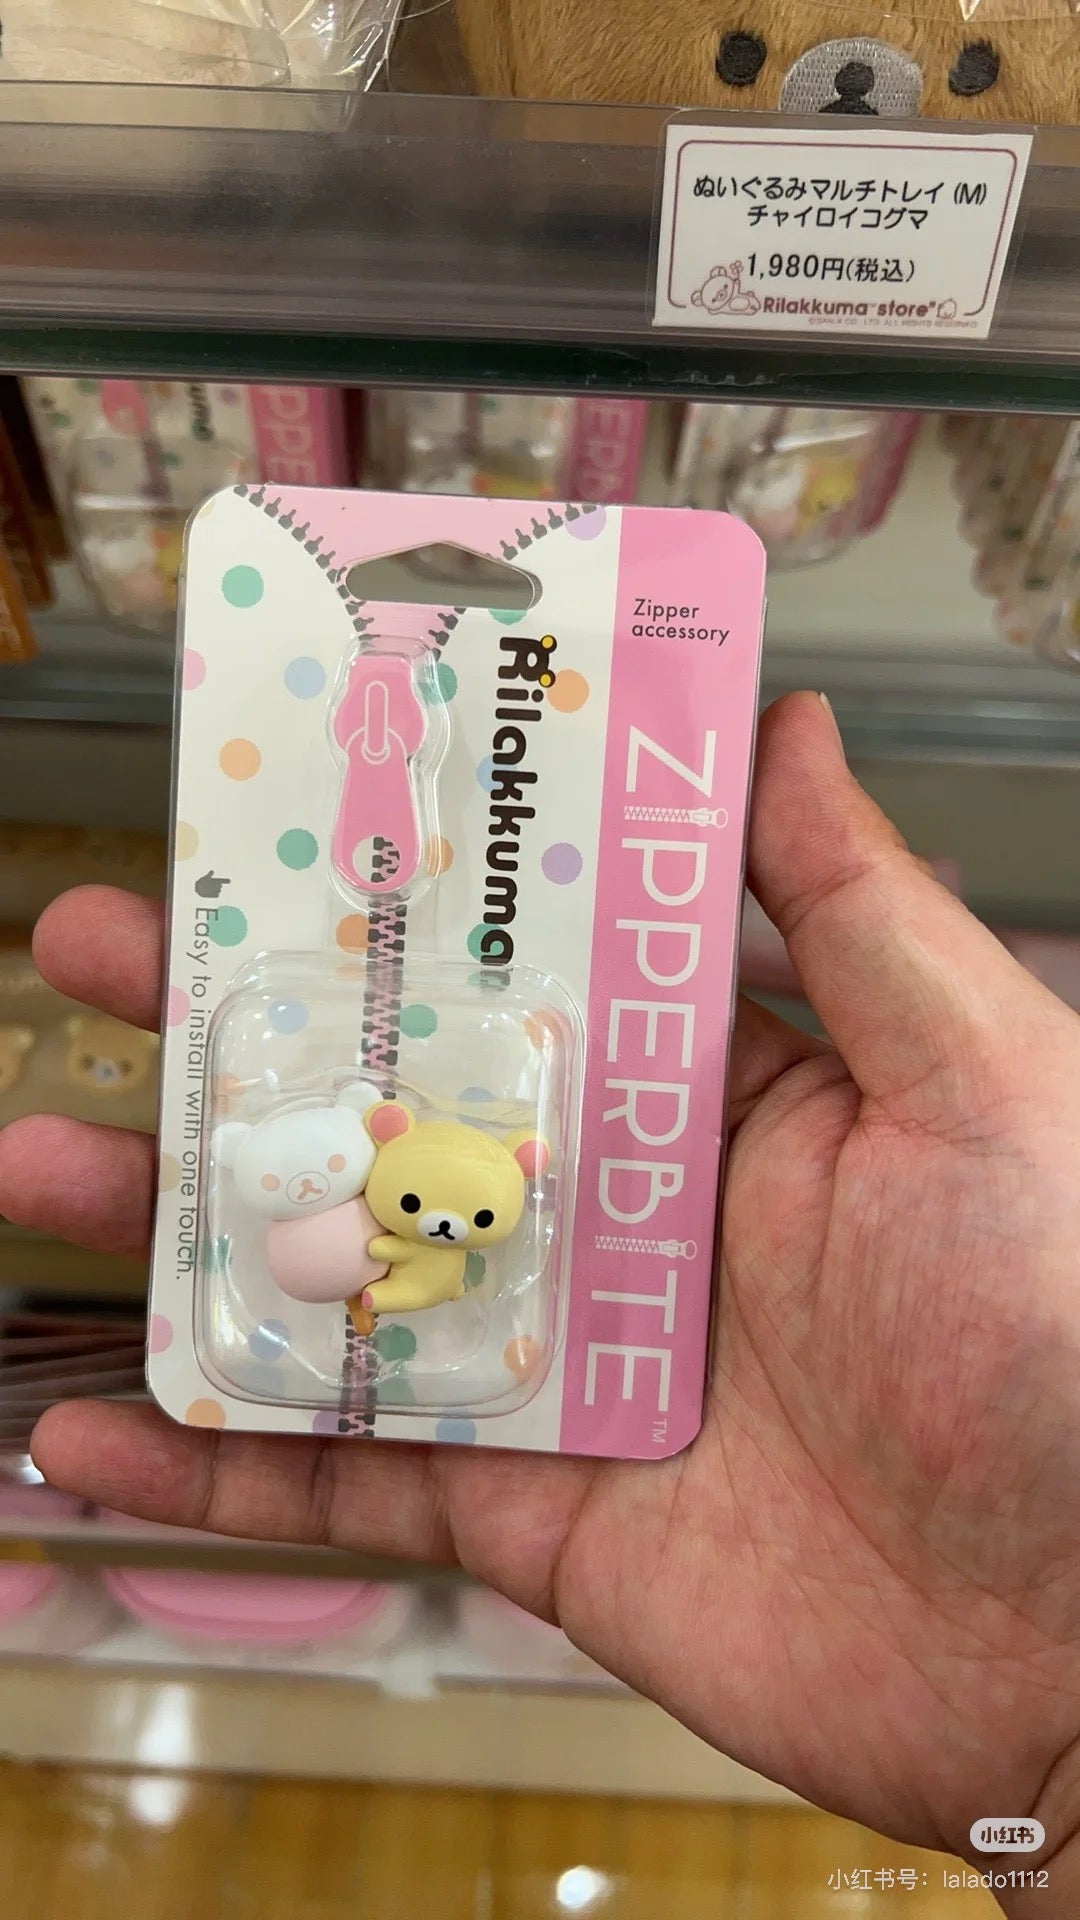 ぬいぐるみマルチトレイ (M)
チャイロイコグマ
1,980円(税込)
Rilakkuma™ store®
Zipper
accessory
Rilakkuma
ZIPPERBITE™
Easy to install with one touch.
小红书
小红书号：lalado1112